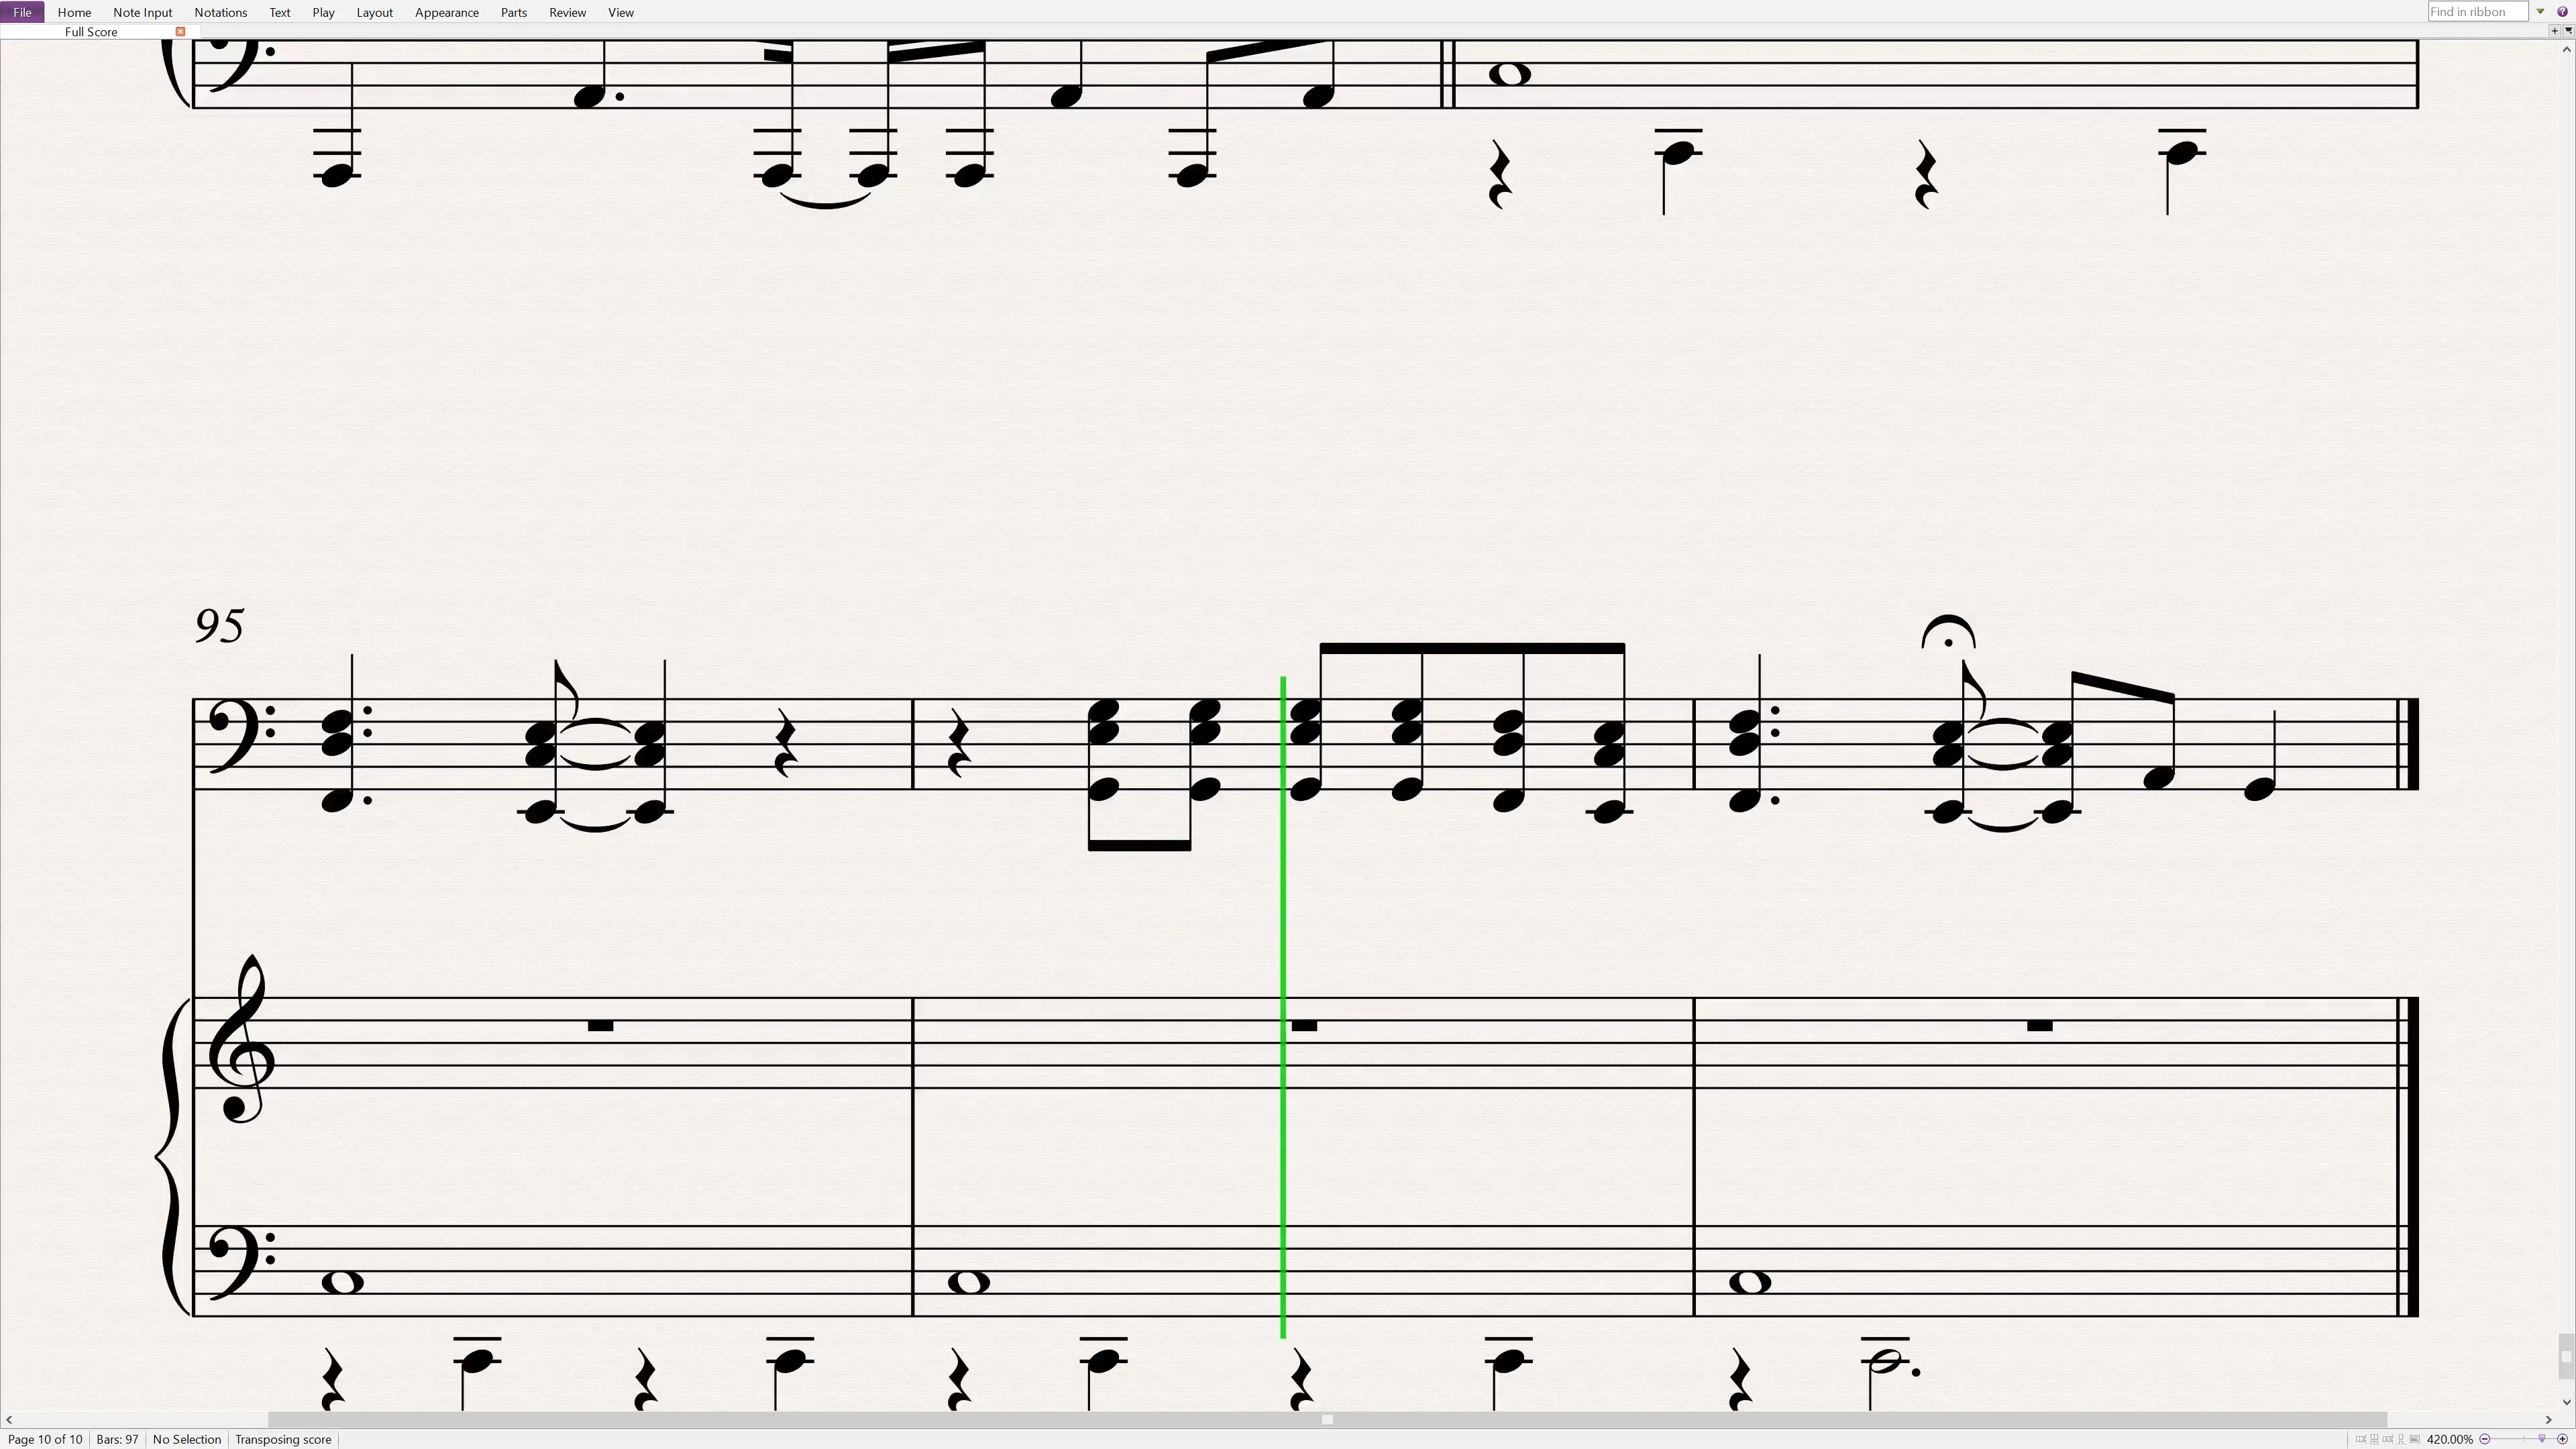 File Home Note Input Notations Text Play Layout Appearance Parts Review View Find in ribbon
Full Score
95
Page 10 of 10 Bars: 97 No Selection Transposing score 420.00%